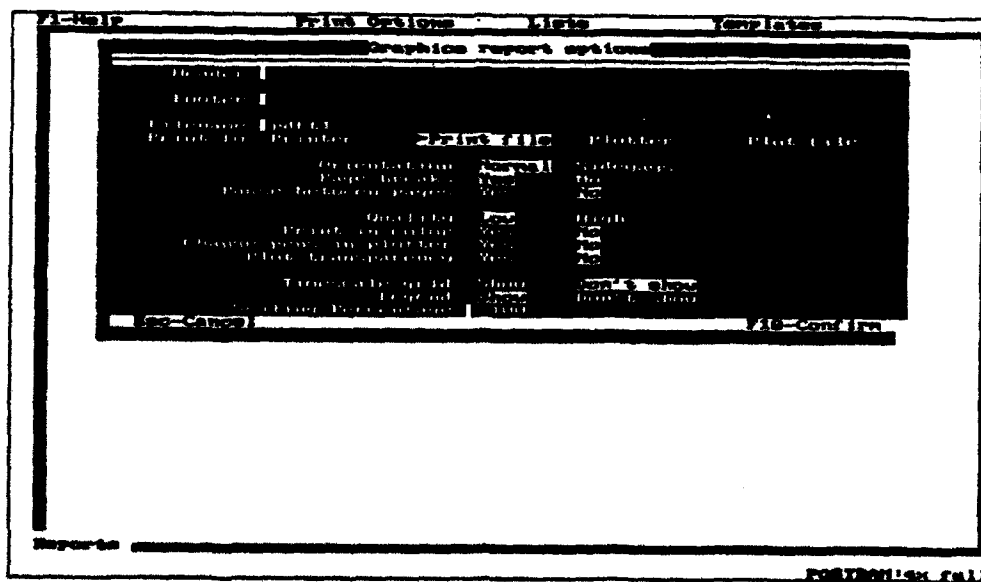 F1-Help Print Options Lists Templates
Graphics report options
Header
Footer
Filename
Print to Printer >Print file Plotter Plot file
Orientation Normal Sideways
Page breaks Yes No
Pause between pages Yes No
Quality Low High
Print in color Yes No
Change pens in plotter Yes No
Plot transparency Yes No
Timescale grid Show Don't show
Legend Show Don't show
Esc-Cancel F10-Confirm
Reports